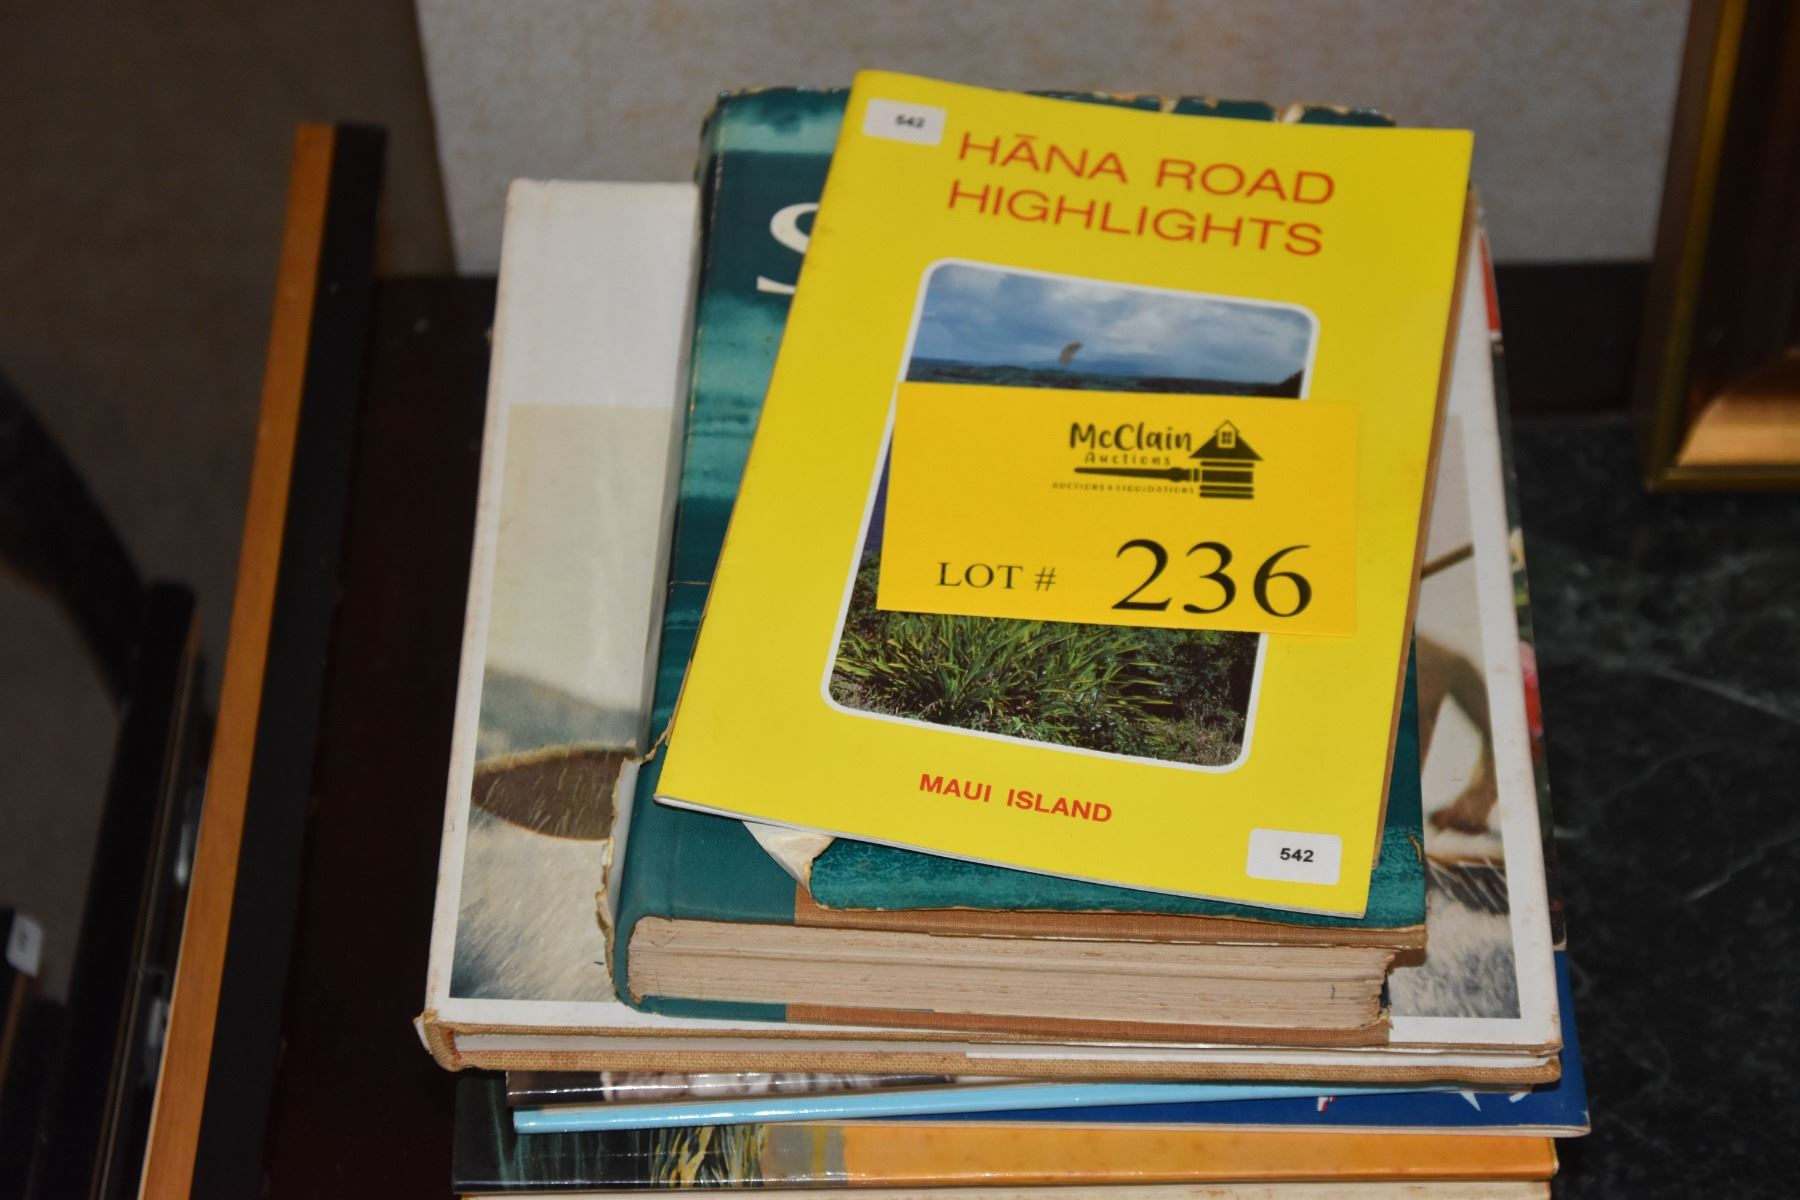 542
HĀNA ROAD
HIGHLIGHTS
S
McClain
Auctions
AUCTIONS & LIQUIDATIONS
LOT # 236
MAUI ISLAND
542